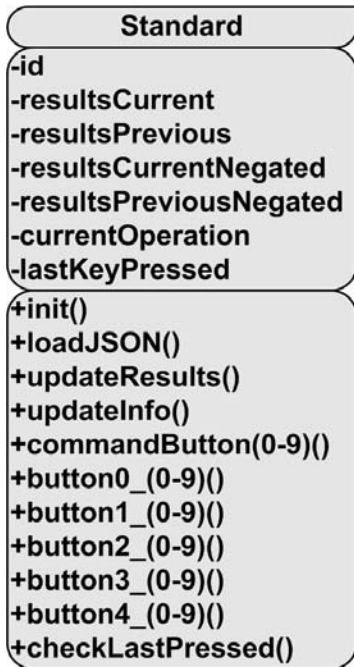 Standard
-id
-resultsCurrent
-resultsPrevious
-resultsCurrentNegated
-resultsPreviousNegated
-currentOperation
-lastKeyPressed
+init()
+loadJSON()
+updateResults()
+updateInfo()
+commandButton(0-9)()
+button0_(0-9)()
+button1_(0-9)()
+button2_(0-9)()
+button3_(0-9)()
+button4_(0-9)()
+checkLastPressed()